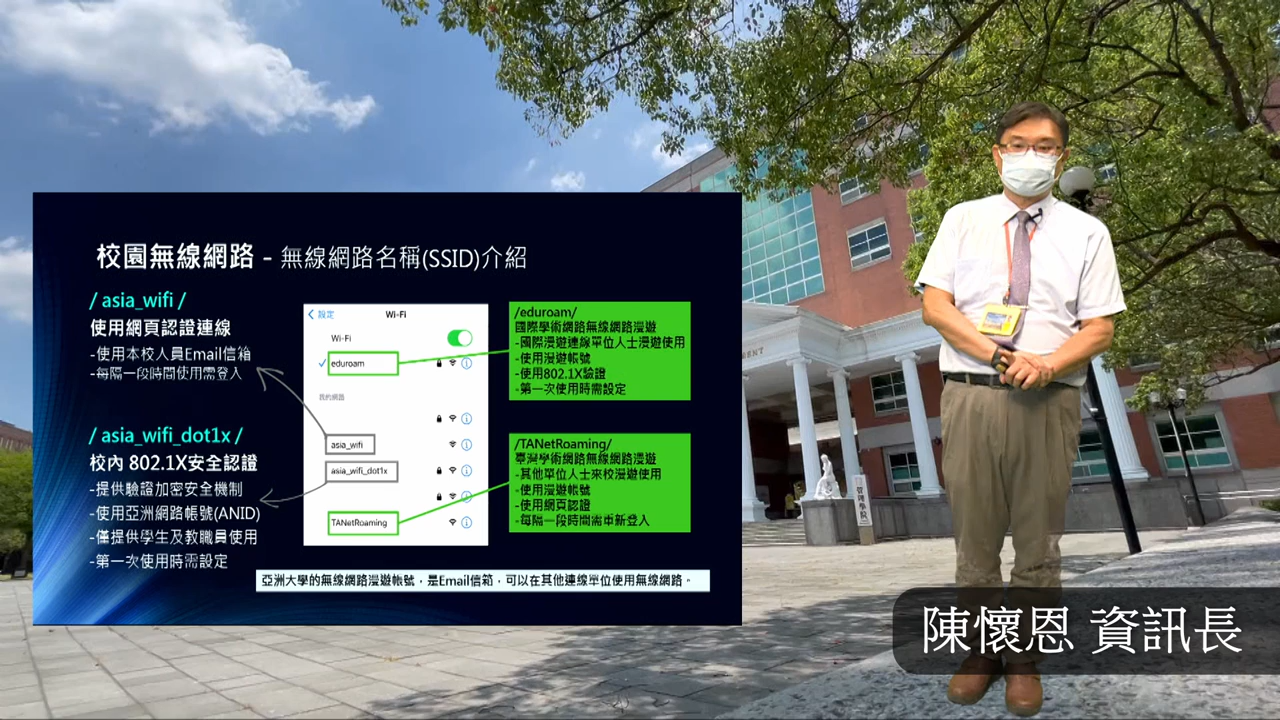 校園無線網路 - 無線網路名稱(SSID)介紹
/ asia_wifi /
使用網頁認證連線
-使用本校人員Email信箱
-每隔一段時間使用需登入
/ asia_wifi_dot1x /
校內 802.1X安全認證
-提供驗證加密安全機制
-使用亞洲網路帳號(ANID)
-僅提供學生及教職員使用
-第一次使用時需設定
設定
Wi-Fi
Wi-Fi
eduroam
我的網路
asia_wifi
asia_wifi_dot1x
TANetRoaming
/eduroam/
國際學術網路無線網路漫遊
-國際漫遊連線單位人士漫遊使用
-使用漫遊帳號
-使用802.1X驗證
-第一次使用時需設定
/TANetRoaming/
臺灣學術網路無線網路漫遊
-其他單位人士來校漫遊使用
-使用漫遊帳號
-使用網頁認證
-每隔一段時間需重新登入
亞洲大學的無線網路漫遊帳號，是Email信箱，可以在其他連線單位使用無線網路。
管理學院
陳懷恩 資訊長